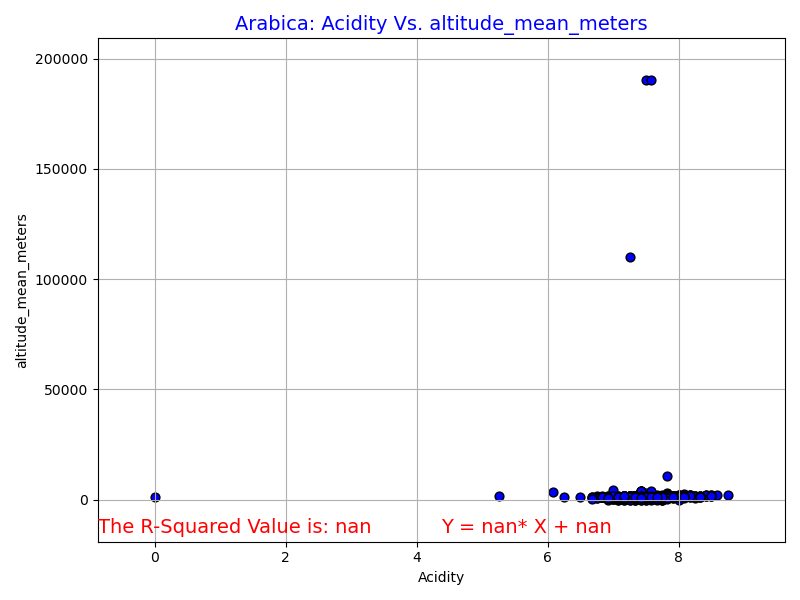 Arabica: Acidity Vs. altitude_mean_meters
200000
150000
100000
50000
0
altitude_mean_meters
The R-Squared Value is: nan
Y = nan* X + nan
0 2 4 6 8
Acidity